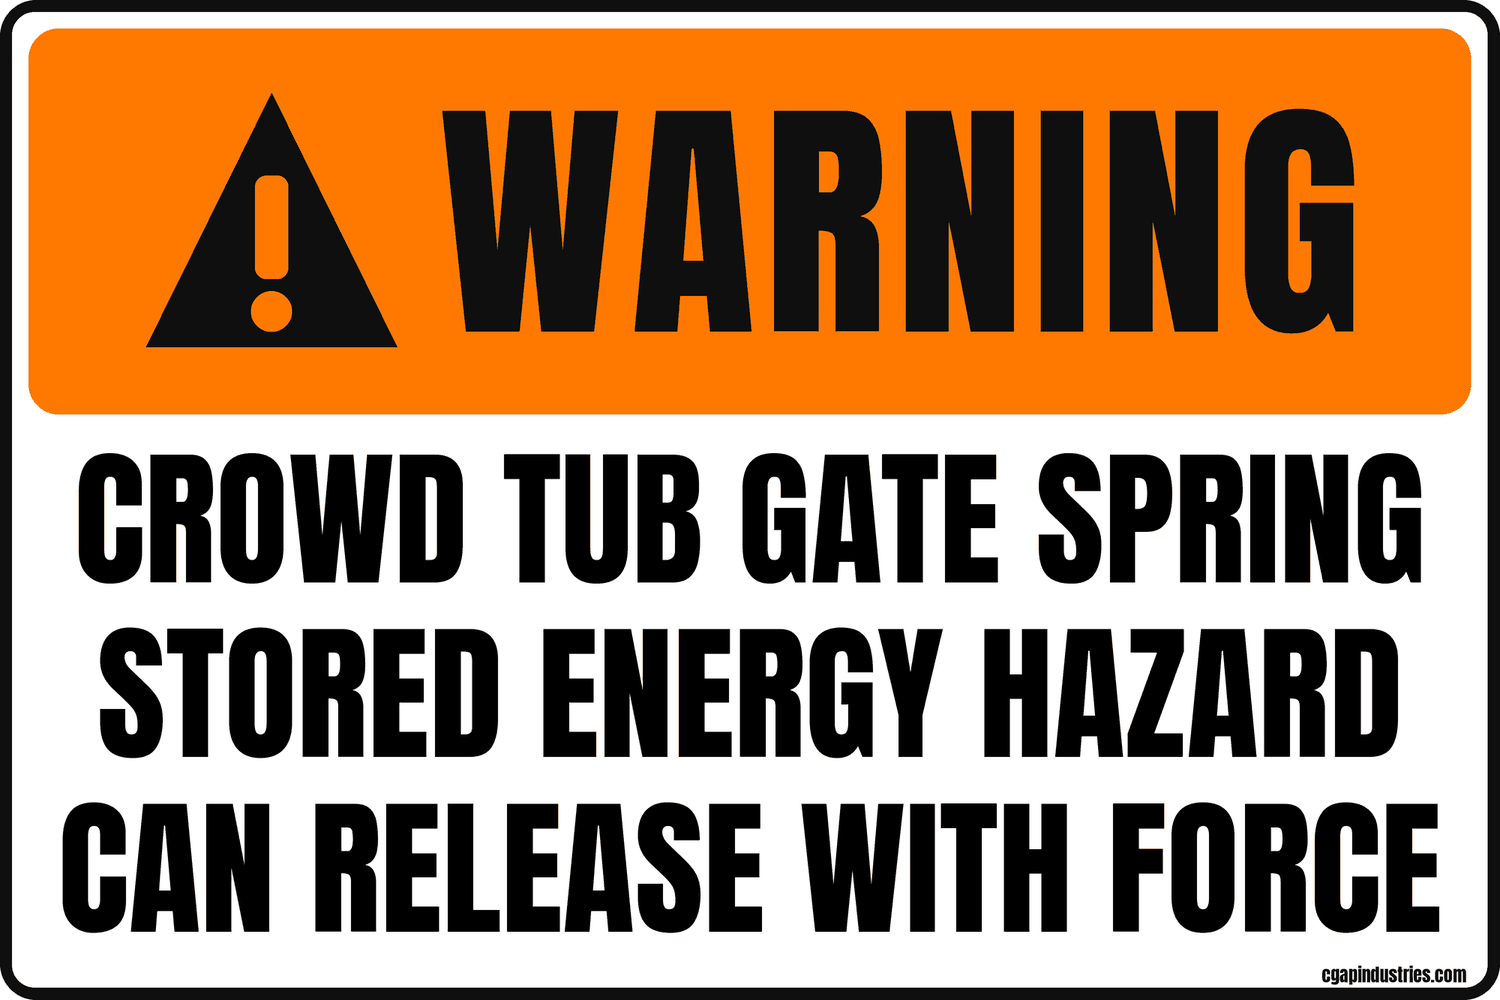 WARNING
CROWD TUB GATE SPRING
STORED ENERGY HAZARD
CAN RELEASE WITH FORCE
cgapindustries.com